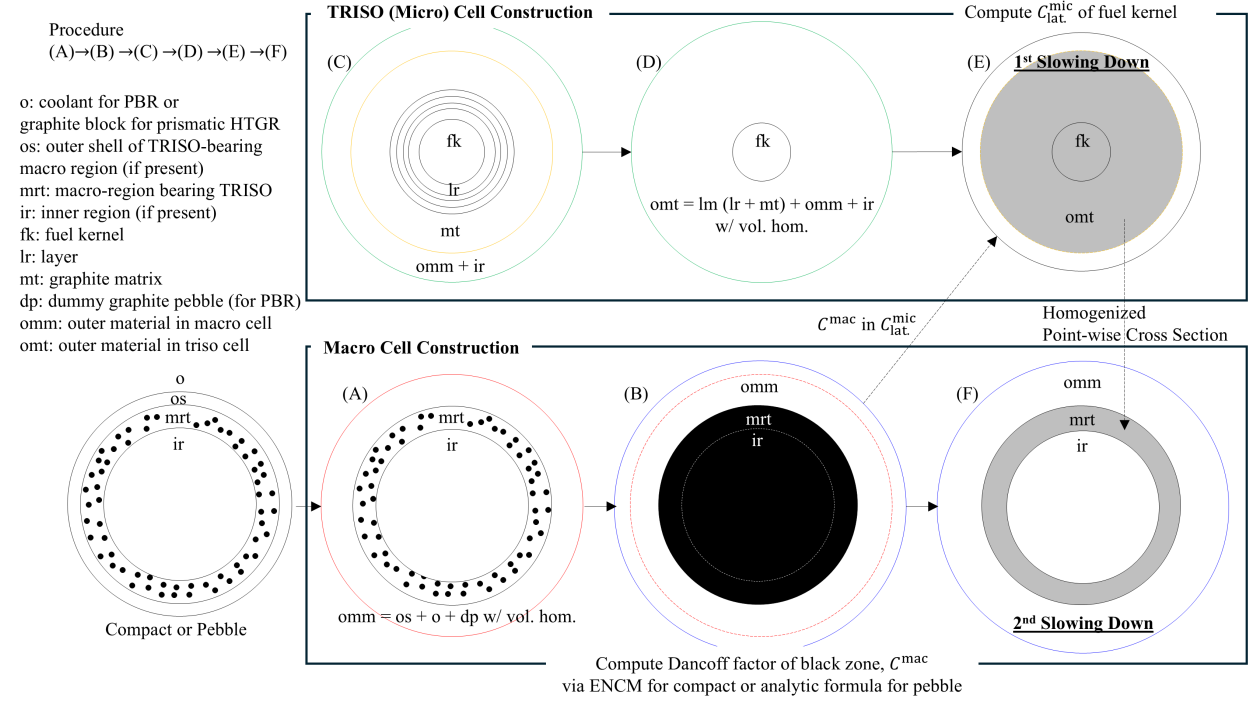 Procedure
(A)→(B) →(C) →(D) →(E) →(F)
o: coolant for PBR or
graphite block for prismatic HTGR
os: outer shell of TRISO-bearing
macro region (if present)
mrt: macro-region bearing TRISO
ir: inner region (if present)
fk: fuel kernel
lr: layer
mt: graphite matrix
dp: dummy graphite pebble (for PBR)
omm: outer material in macro cell
omt: outer material in triso cell
o
os
mrt
ir
Compact or Pebble
TRISO (Micro) Cell Construction
Compute C^mic_lat. of fuel kernel
(C)
fk
lr
mt
omm + ir
(D)
fk
omt = lm (lr + mt) + omm + ir
w/ vol. hom.
(E)
1st Slowing Down
fk
omt
C^mac in C^mic_lat.
Homogenized
Point-wise Cross Section
Macro Cell Construction
(A)
mrt
ir
omm = os + o + dp w/ vol. hom.
(B)
omm
mrt
ir
(F)
omm
mrt
ir
2nd Slowing Down
Compute Dancoff factor of black zone, C^mac
via ENCM for compact or analytic formula for pebble